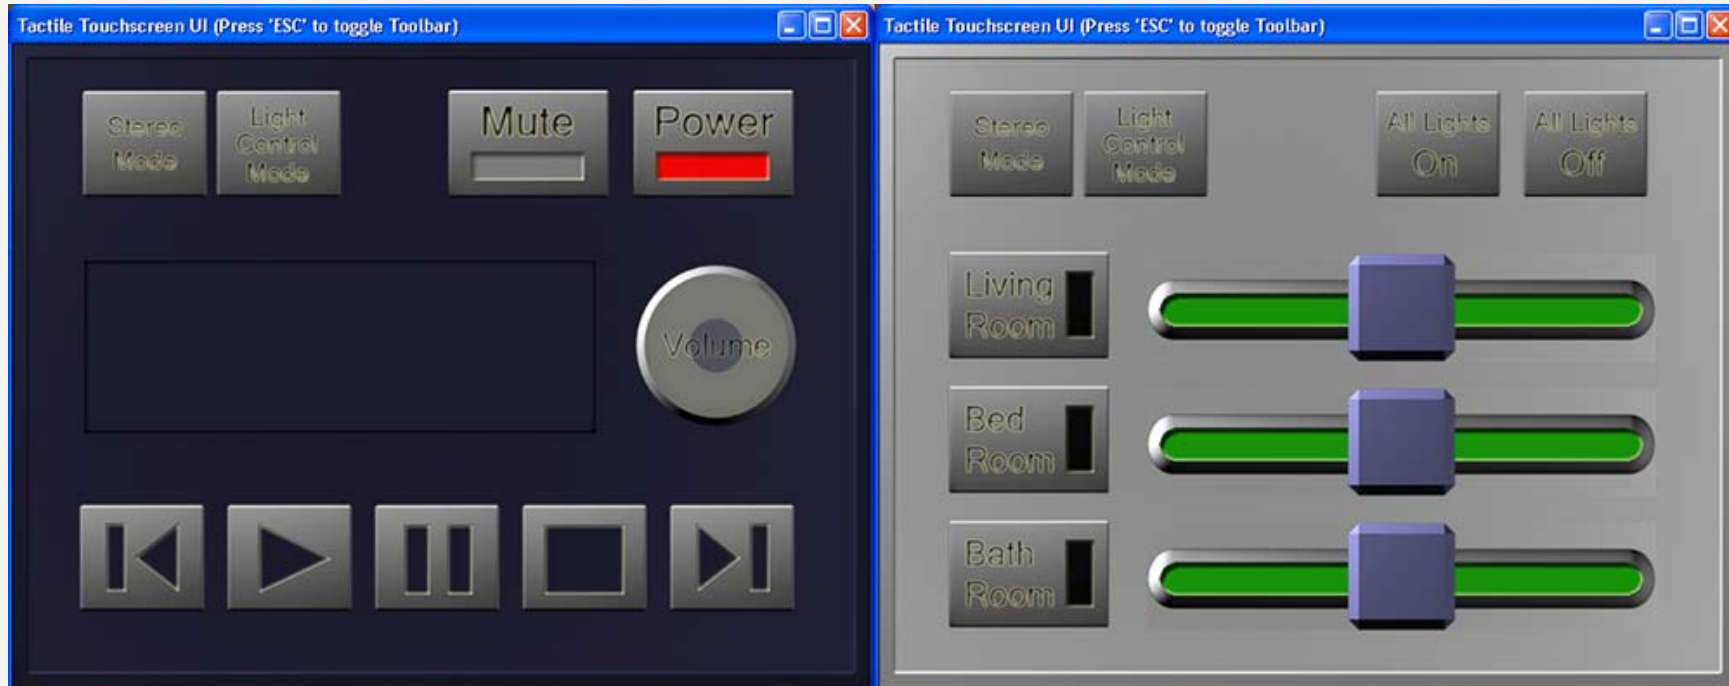 Tactile Touchscreen UI (Press 'ESC' to toggle Toolbar)
Stereo
Mode
Light
Control
Mode
Mute
Power
Volume
Tactile Touchscreen UI (Press 'ESC' to toggle Toolbar)
Stereo
Mode
Light
Control
Mode
All Lights
On
All Lights
Off
Living
Room
Bed
Room
Bath
Room